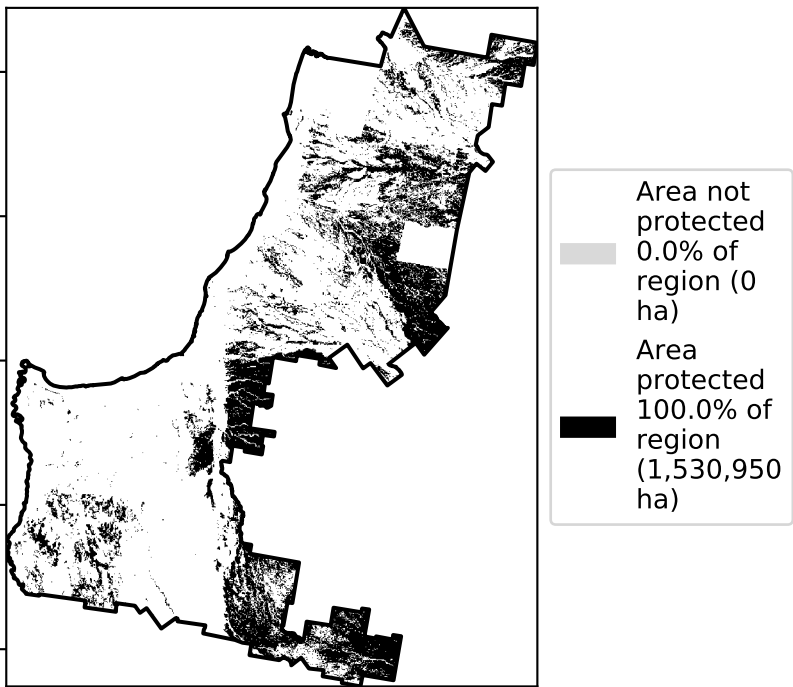 Area not
protected
0.0% of
region (0
ha)
Area
protected
100.0% of
region
(1,530,950
ha)